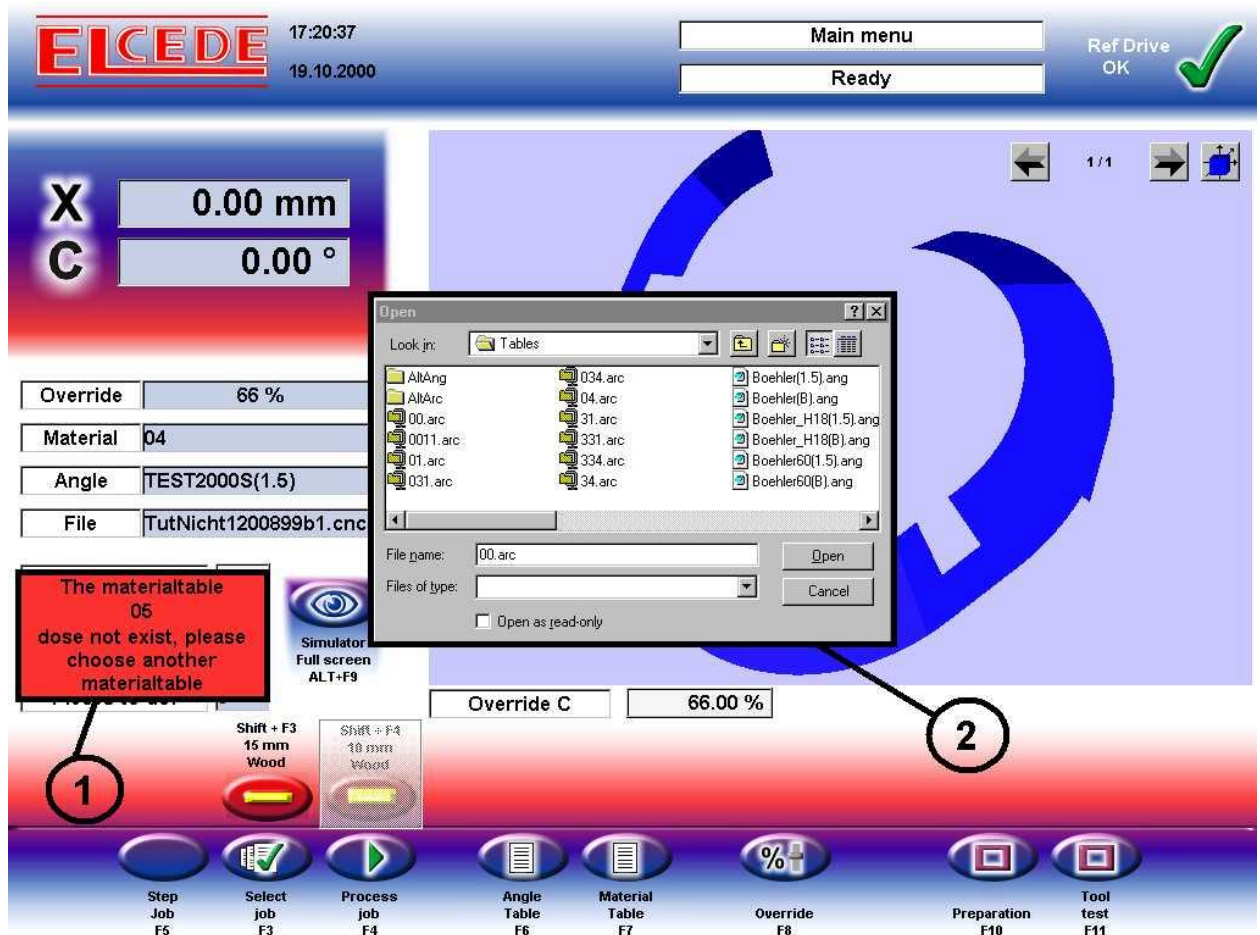 ELCEDE
17:20:37
19.10.2000
Main menu
Ready
Ref Drive
OK
X 0.00 mm
C 0.00 °
1/1
Override 66 %
Material 04
Angle TEST2000S(1.5)
File TutNicht1200899b1.cnc
Open
Look in: Tables
AltAng
AltArc
00.arc
0011.arc
01.arc
031.arc
034.arc
04.arc
31.arc
331.arc
334.arc
34.arc
Boehler(1.5).ang
Boehler(B).ang
Boehler_H18(1.5).ang
Boehler_H18(B).ang
Boehler60(1.5).ang
Boehler60(B).ang
File name: 00.arc
Open
Files of type:
Cancel
Open as read-only
The materialtable
05
dose not exist, please
choose another
materialtable
Simulator
Full screen
ALT+F9
Override C 66.00 %
1
2
Shift + F3
15 mm
Wood
Shift + F4
18 mm
Wood
%
Step
Job
F5
Select
job
F3
Process
job
F4
Angle
Table
F6
Material
Table
F7
Override
F8
Preparation
F10
Tool
test
F11